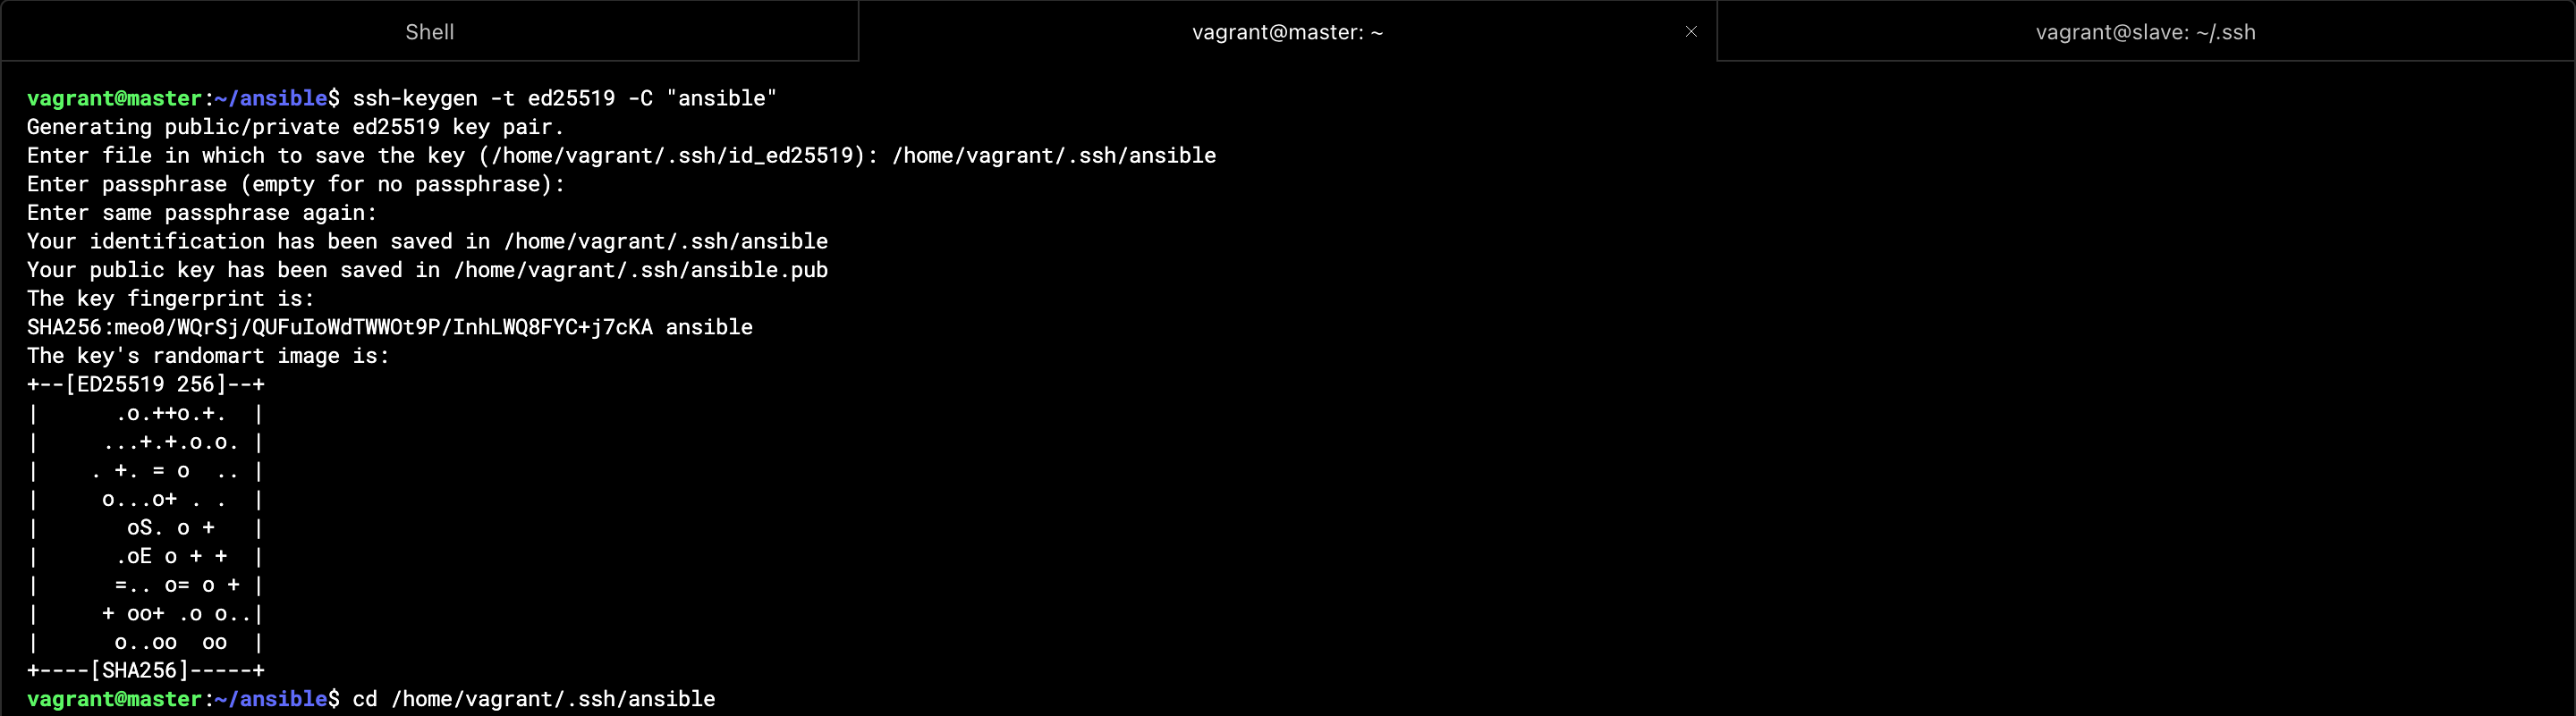 Shell
vagrant@master: ~
vagrant@slave: ~/.ssh
vagrant@master:~/ansible$ ssh-keygen -t ed25519 -C "ansible"
Generating public/private ed25519 key pair.
Enter file in which to save the key (/home/vagrant/.ssh/id_ed25519): /home/vagrant/.ssh/ansible
Enter passphrase (empty for no passphrase):
Enter same passphrase again:
Your identification has been saved in /home/vagrant/.ssh/ansible
Your public key has been saved in /home/vagrant/.ssh/ansible.pub
The key fingerprint is:
SHA256:meo0/WQrSj/QUFuIoWdTWWOt9P/InhLWQ8FYC+j7cKA ansible
The key's randomart image is:
+--[ED25519 256]--+
|      .o.++o.+.  |
|     ...+.+.o.o. |
|    . +. = o  .. |
|     o...o+ . .  |
|       oS. o +   |
|      .oE o + +  |
|      =.. o= o + |
|     + oo+ .o o..|
|      o..oo  oo  |
+----[SHA256]-----+
vagrant@master:~/ansible$ cd /home/vagrant/.ssh/ansible